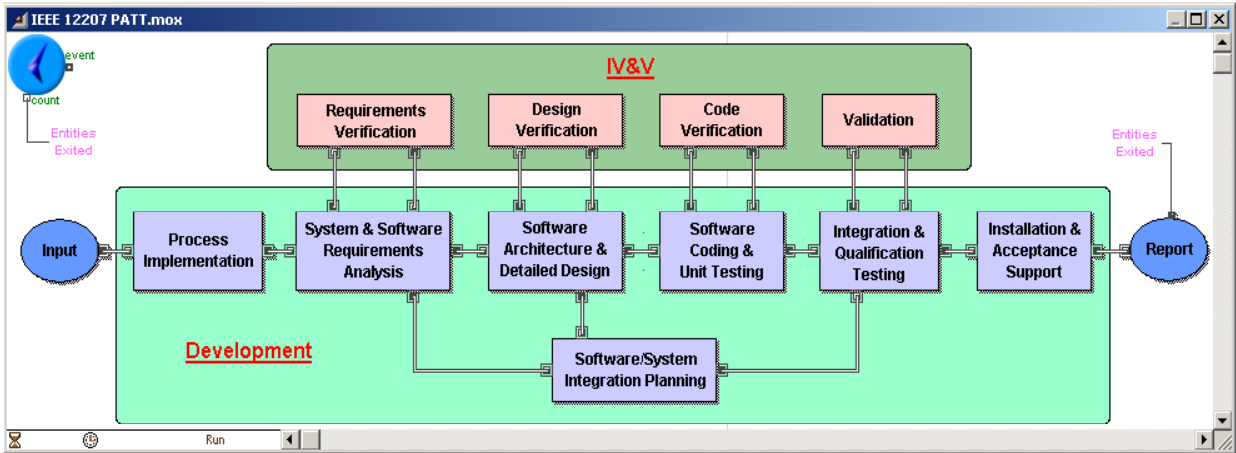 IEEE 12207 PATT.mox
event
count
Entities
Exited
IV&V
Requirements
Verification
Design
Verification
Code
Verification
Validation
Entities
Exited
Input
Process
Implementation
System & Software
Requirements
Analysis
Software
Architecture &
Detailed Design
Software
Coding &
Unit Testing
Integration &
Qualification
Testing
Installation &
Acceptance
Support
Report
Development
Software/System
Integration Planning
Run